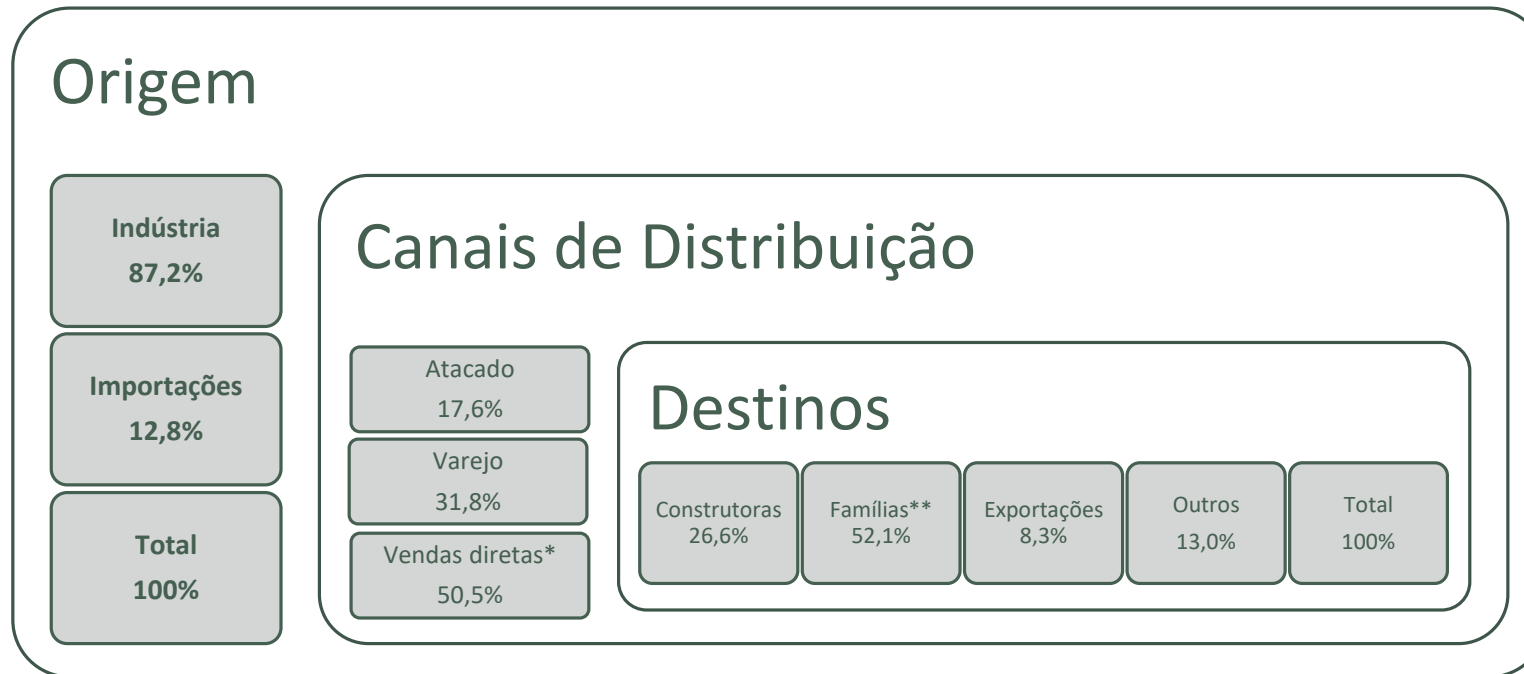 Origem
Indústria
87,2%
Importações
12,8%
Total
100%
Canais de Distribuição
Atacado
17,6%
Varejo
31,8%
Vendas diretas*
50,5%
Destinos
Construtoras
26,6%
Famílias**
52,1%
Exportações
8,3%
Outros
13,0%
Total
100%